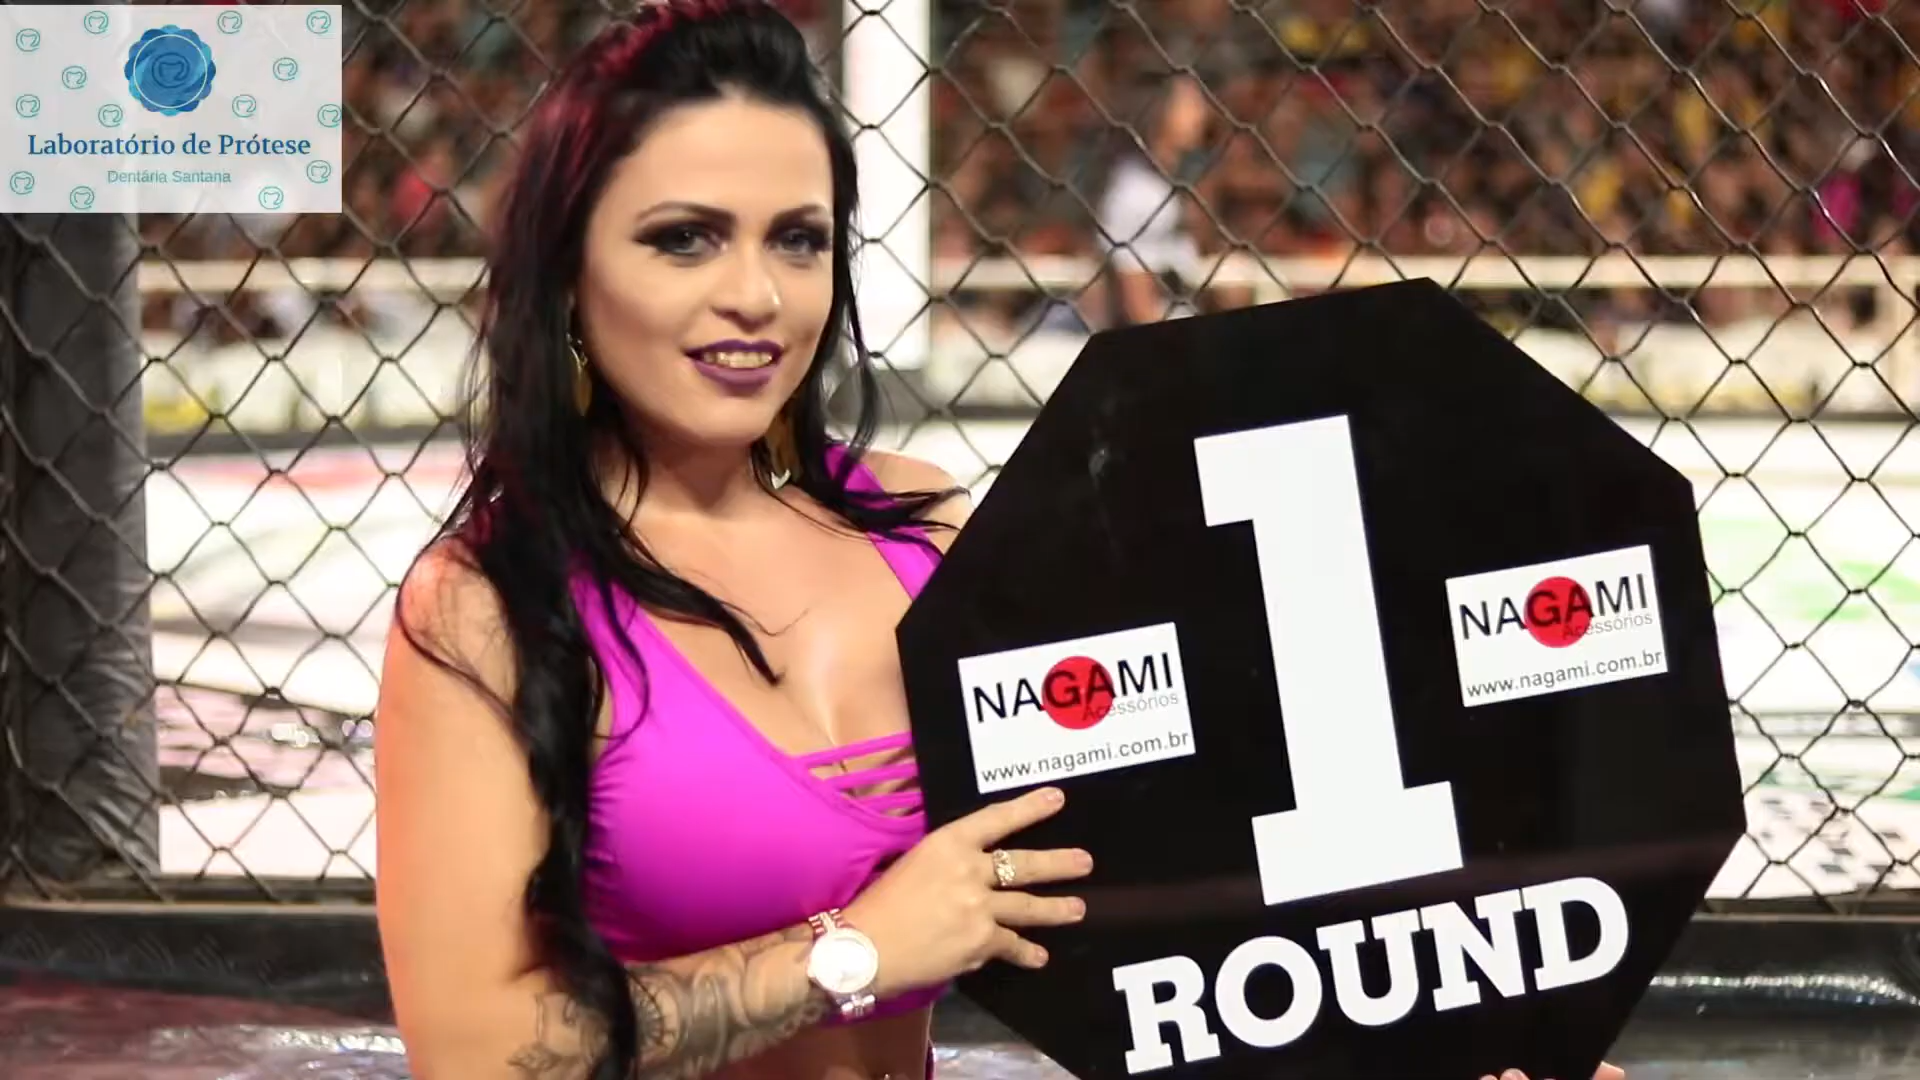 Laboratório de Prótese
Dentária Santana
1
NAGAMI
Acessórios
www.nagami.com.br
NAGAMI
Acessórios
www.nagami.com.br
ROUND